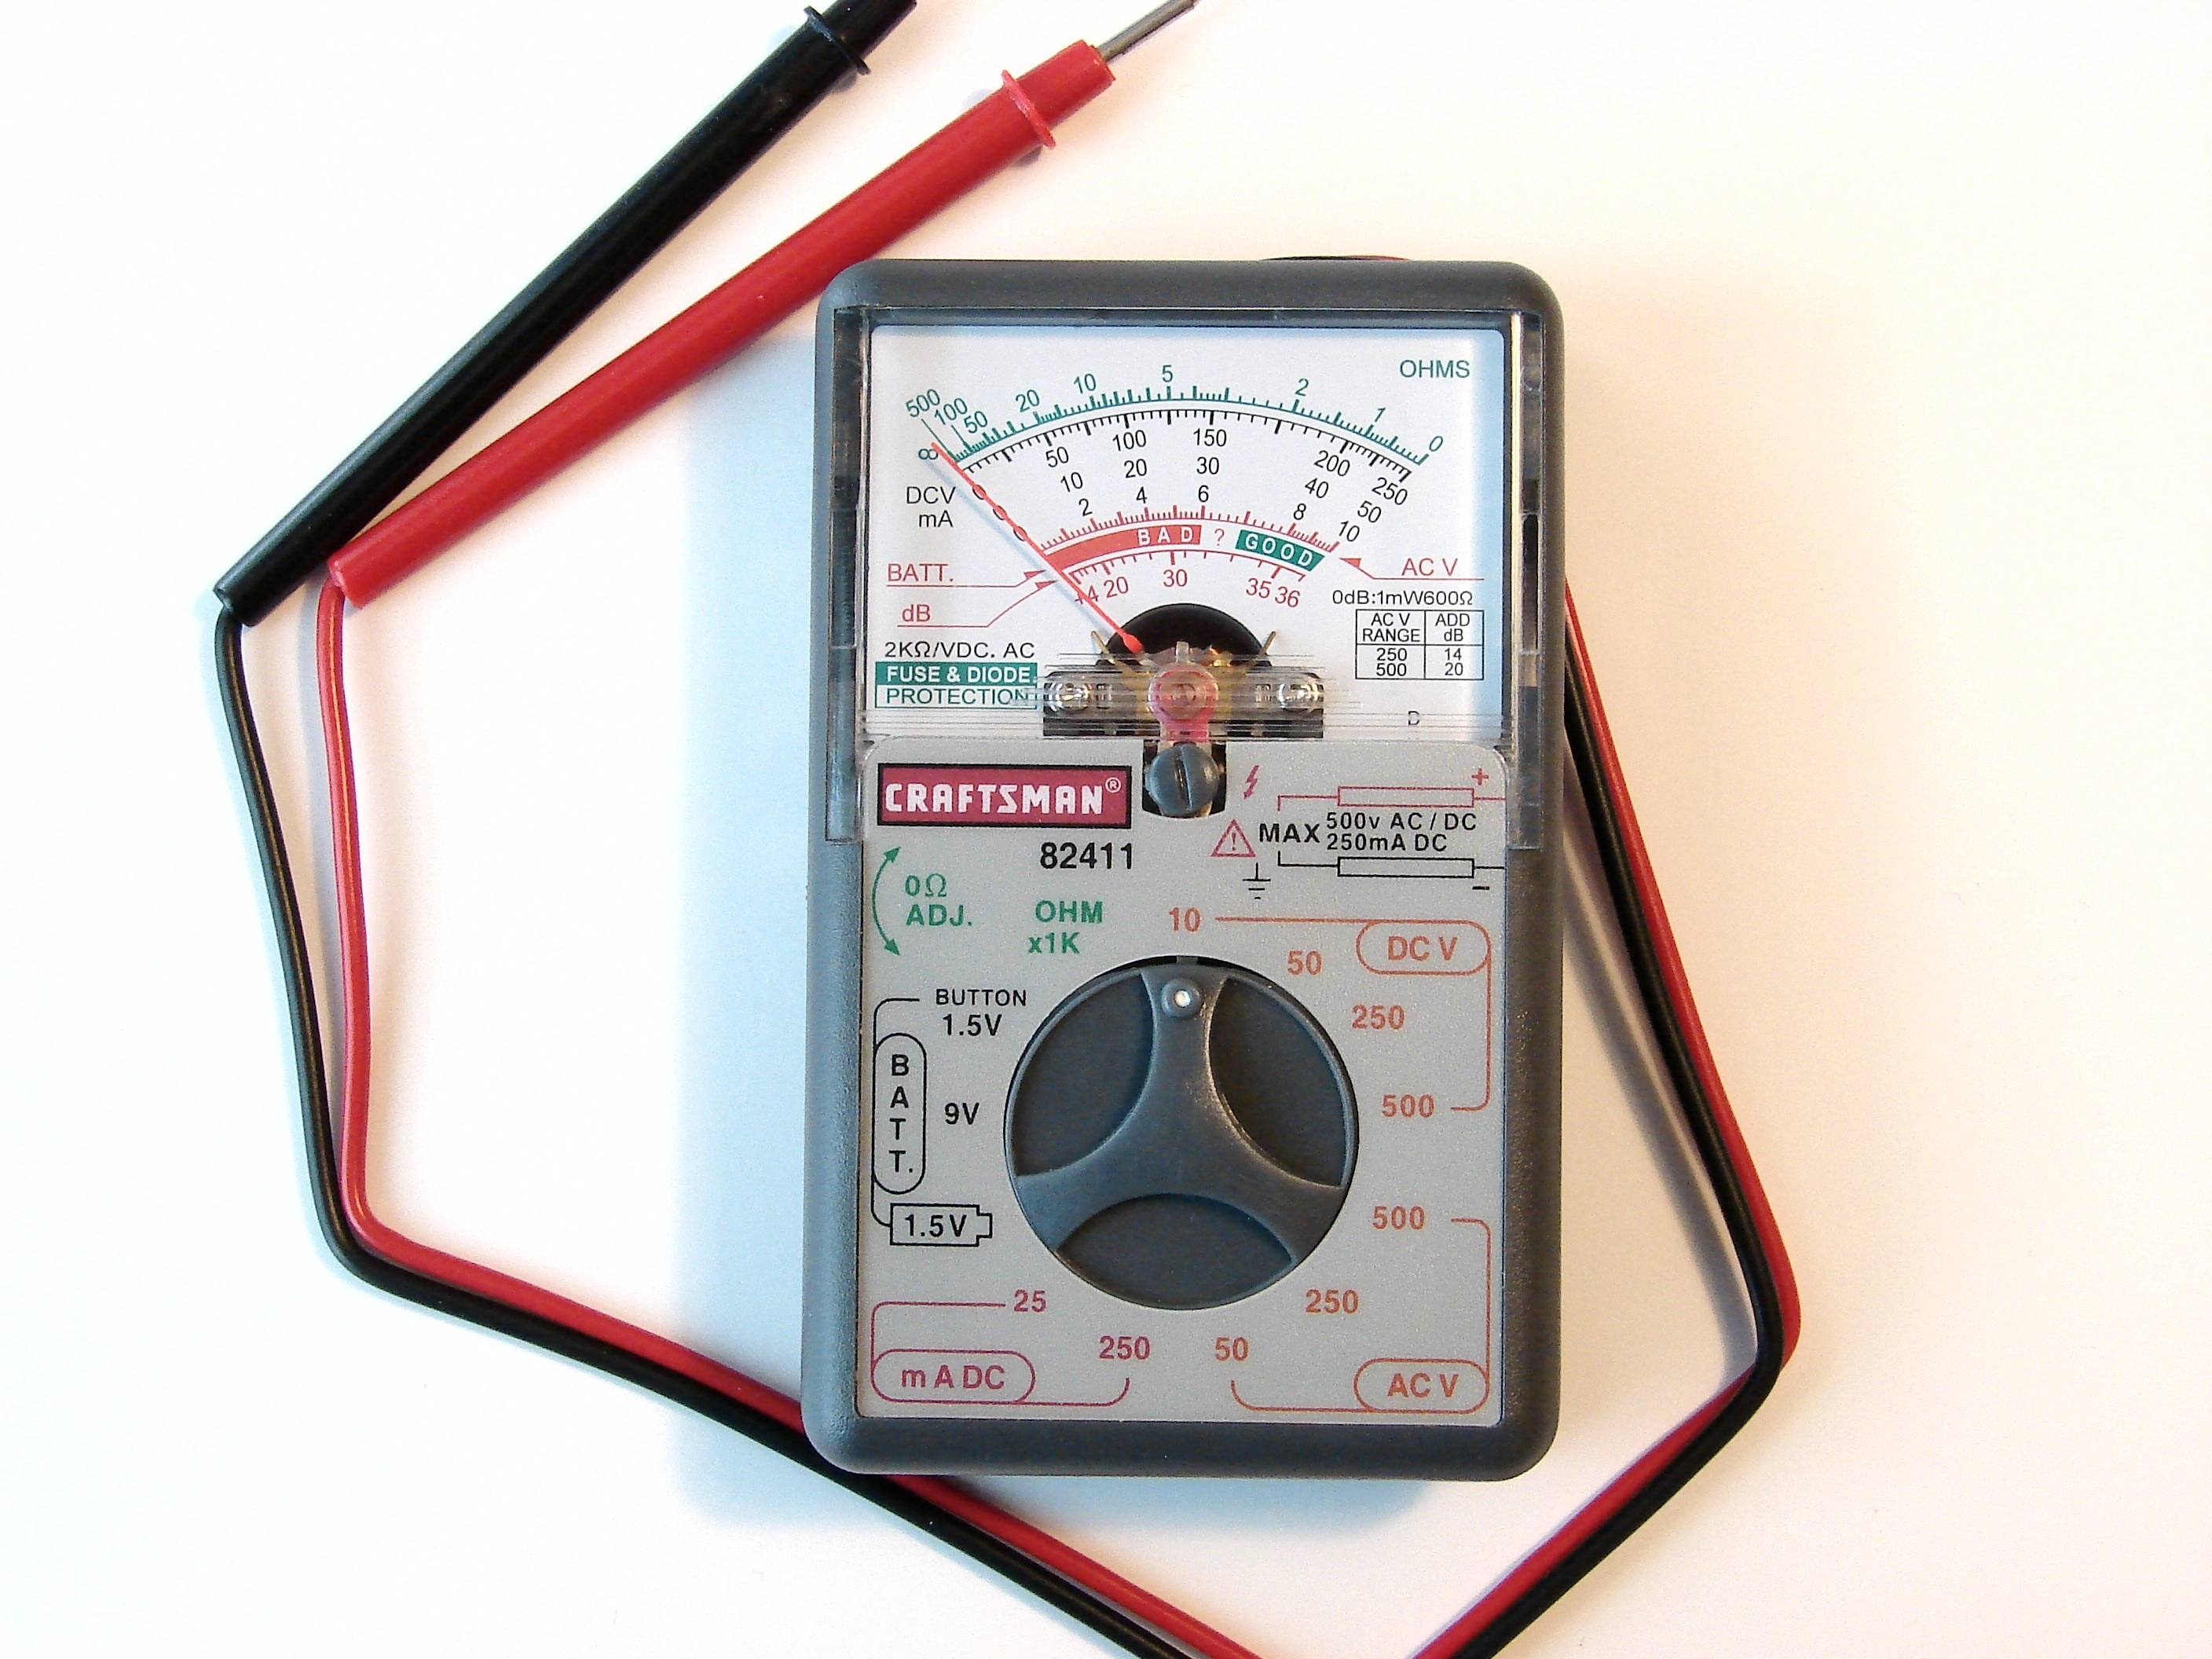 OHMS
500 100 50 20 10 5 2 1 0
∞
50 100 150 200 250
DCV
mA
0 10 20 30 40 50
0 2 4 6 8 10
0
BAD ? GOOD
BATT.
AC V
20 30 35 36
dB
0dB:1mW600Ω
AC V RANGE ADD dB
250 14
500 20
2KΩ/VDC. AC
FUSE & DIODE
PROTECTION
D
CRAFTSMAN®
82411
+
MAX 500v AC / DC
250mA DC
−
0Ω
ADJ.
OHM
x1K
10
DC V
50
250
500
BUTTON
1.5V
BATT.
9V
1.5V
500
250
50
AC V
25
250
mA DC